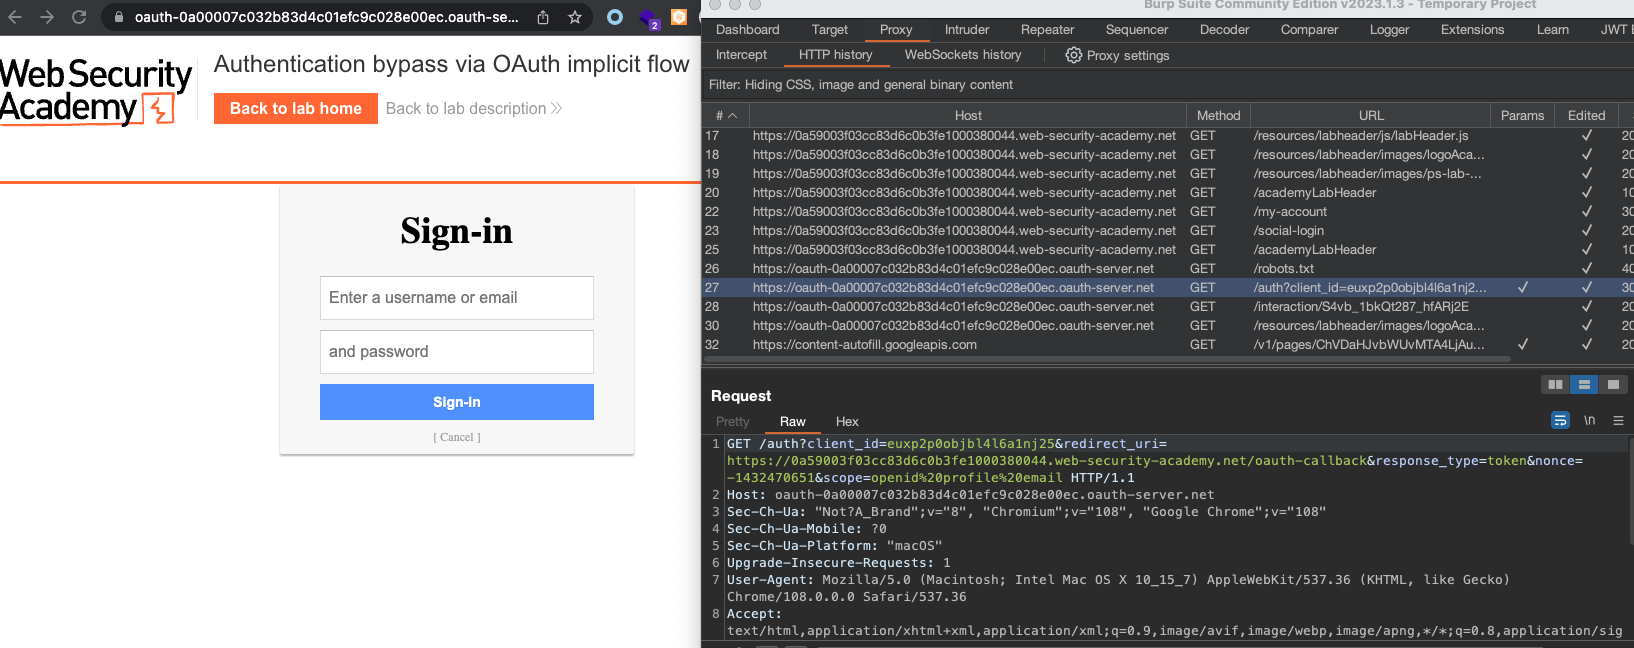 oauth-0a00007c032b83d4c01efc9c028e00ec.oauth-se...
2
Web Security
Academy
Authentication bypass via OAuth implicit flow
Back to lab home
Back to lab description
Sign-in
Enter a username or email
and password
Sign-in
[ Cancel ]
Burp Suite Community Edition v2023.1.3 - Temporary Project
Dashboard Target Proxy Intruder Repeater Sequencer Decoder Comparer Logger Extensions Learn JWT E
Intercept HTTP history WebSockets history Proxy settings
Filter: Hiding CSS, image and general binary content
# Host Method URL Params Edited
17 https://0a59003f03cc83d6c0b3fe1000380044.web-security-academy.net GET /resources/labheader/js/labHeader.js ✓ 20
18 https://0a59003f03cc83d6c0b3fe1000380044.web-security-academy.net GET /resources/labheader/images/logoAca... ✓ 20
19 https://0a59003f03cc83d6c0b3fe1000380044.web-security-academy.net GET /resources/labheader/images/ps-lab-... ✓ 20
20 https://0a59003f03cc83d6c0b3fe1000380044.web-security-academy.net GET /academyLabHeader ✓ 10
22 https://0a59003f03cc83d6c0b3fe1000380044.web-security-academy.net GET /my-account ✓ 30
23 https://0a59003f03cc83d6c0b3fe1000380044.web-security-academy.net GET /social-login ✓ 20
25 https://0a59003f03cc83d6c0b3fe1000380044.web-security-academy.net GET /academyLabHeader ✓ 10
26 https://oauth-0a00007c032b83d4c01efc9c028e00ec.oauth-server.net GET /robots.txt ✓ 40
27 https://oauth-0a00007c032b83d4c01efc9c028e00ec.oauth-server.net GET /auth?client_id=euxp2p0objbl4l6a1nj2... ✓ ✓ 30
28 https://oauth-0a00007c032b83d4c01efc9c028e00ec.oauth-server.net GET /interaction/S4vb_1bkQt287_hfARj2E ✓ 20
30 https://oauth-0a00007c032b83d4c01efc9c028e00ec.oauth-server.net GET /resources/labheader/images/logoAca... ✓ 20
32 https://content-autofill.googleapis.com GET /v1/pages/ChVDaHJvbWUvMTA4LjAu... ✓ ✓ 20
Request
Pretty Raw Hex \n
1 GET /auth?client_id=euxp2p0objbl4l6a1nj25&redirect_uri=
https://0a59003f03cc83d6c0b3fe1000380044.web-security-academy.net/oauth-callback&response_type=token&nonce=
-1432470651&scope=openid%20profile%20email HTTP/1.1
2 Host: oauth-0a00007c032b83d4c01efc9c028e00ec.oauth-server.net
3 Sec-Ch-Ua: "Not?A_Brand";v="8", "Chromium";v="108", "Google Chrome";v="108"
4 Sec-Ch-Ua-Mobile: ?0
5 Sec-Ch-Ua-Platform: "macOS"
6 Upgrade-Insecure-Requests: 1
7 User-Agent: Mozilla/5.0 (Macintosh; Intel Mac OS X 10_15_7) AppleWebKit/537.36 (KHTML, like Gecko)
Chrome/108.0.0.0 Safari/537.36
8 Accept:
text/html,application/xhtml+xml,application/xml;q=0.9,image/avif,image/webp,image/apng,*/*;q=0.8,application/sig